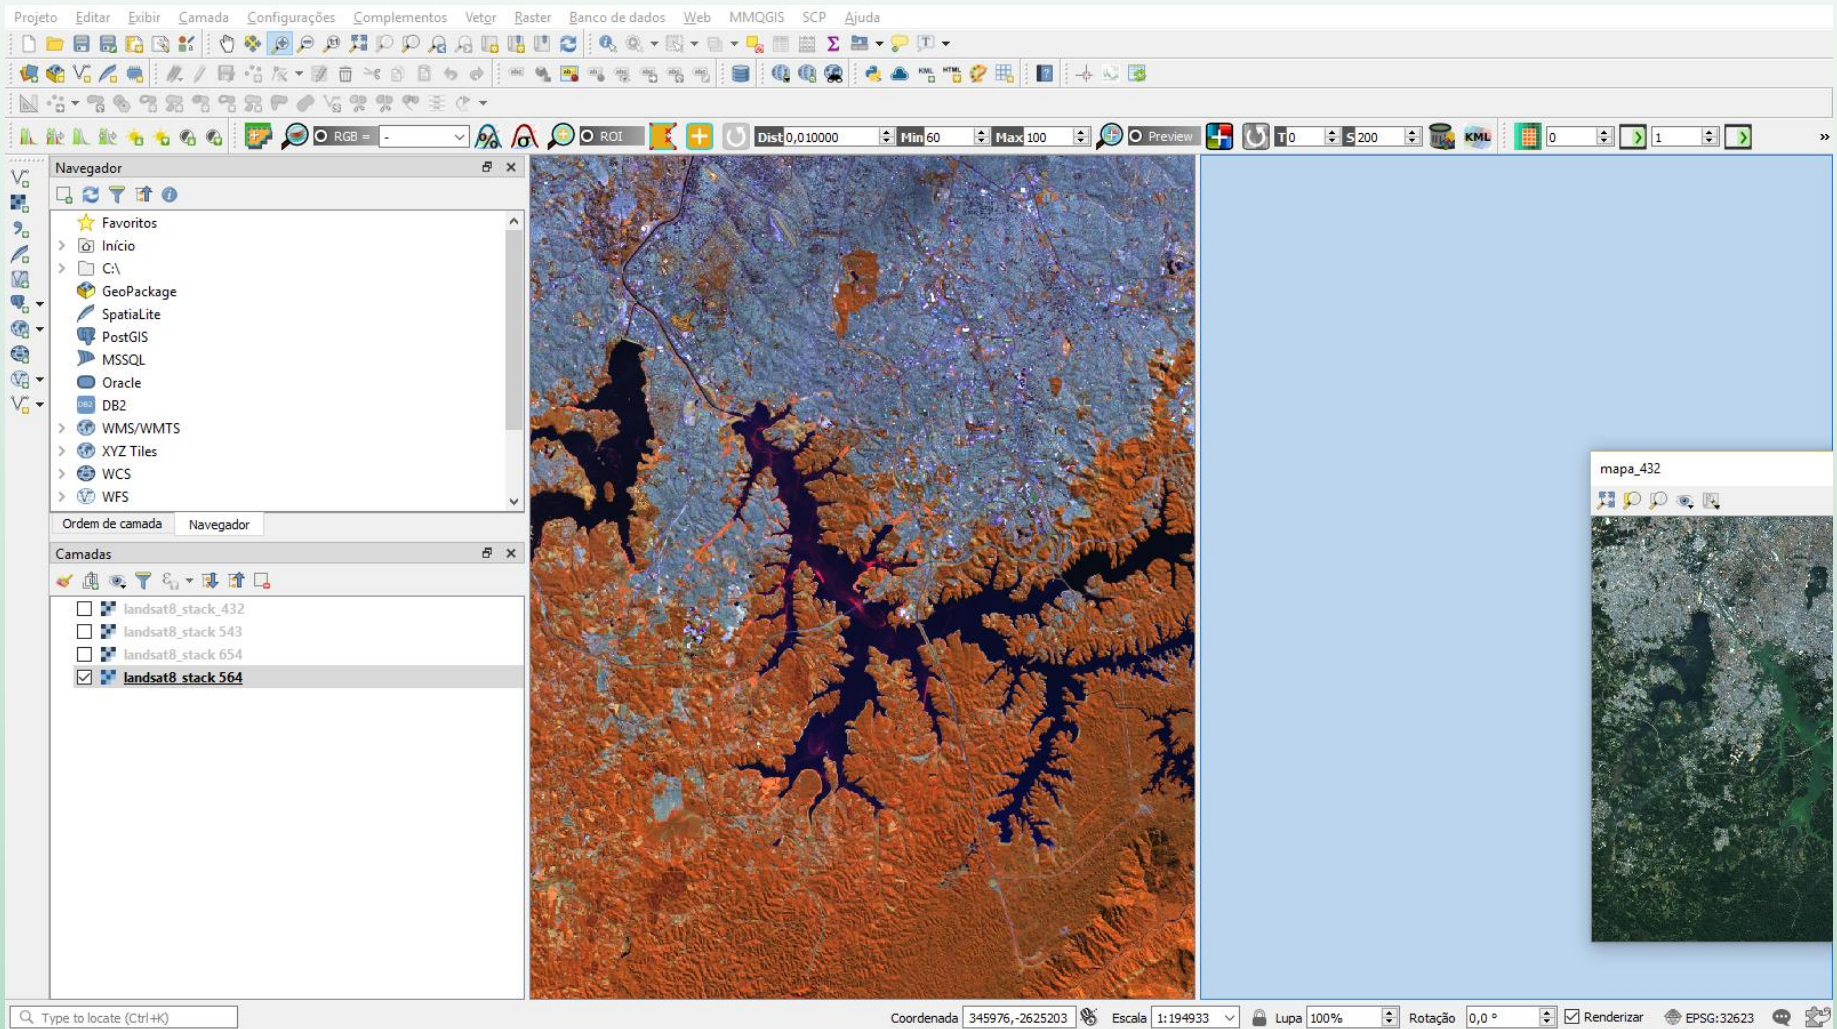 Projeto Editar Exibir Camada Configurações Complementos Vetor Raster Banco de dados Web MMQGIS SCP Ajuda
RGB = - ROI Dist 0,010000 Min 60 Max 100 Preview T 0 S 200 KML 0 1 »
Navegador
Favoritos
Início
C:\
GeoPackage
SpatiaLite
PostGIS
MSSQL
Oracle
DB2
WMS/WMTS
XYZ Tiles
WCS
WFS
Ordem de camada Navegador
Camadas
landsat8_stack_432
landsat8_stack 543
landsat8_stack 654
landsat8_stack 564
mapa_432
Type to locate (Ctrl+K) Coordenada 345976,-2625203 Escala 1:194933 Lupa 100% Rotação 0,0 ° Renderizar EPSG:32623